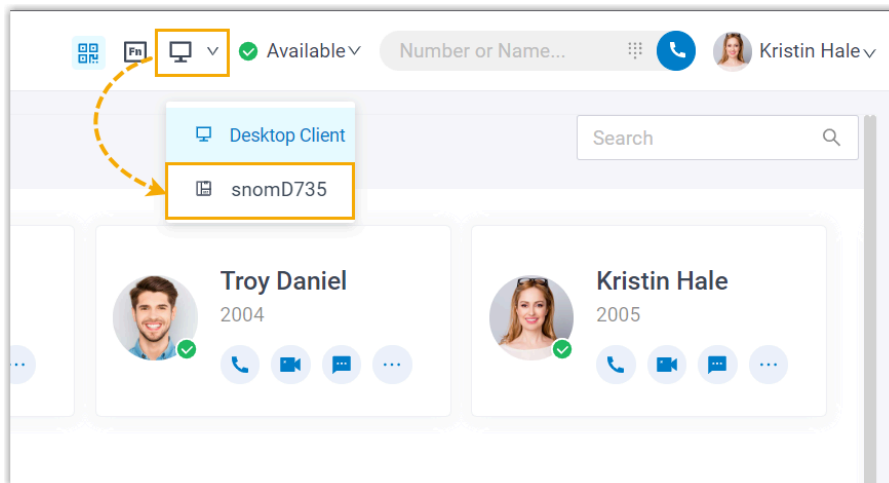 Fn Available Number or Name... Kristin Hale
Desktop Client
Search
snomD735
Troy Daniel
2004
Kristin Hale
2005